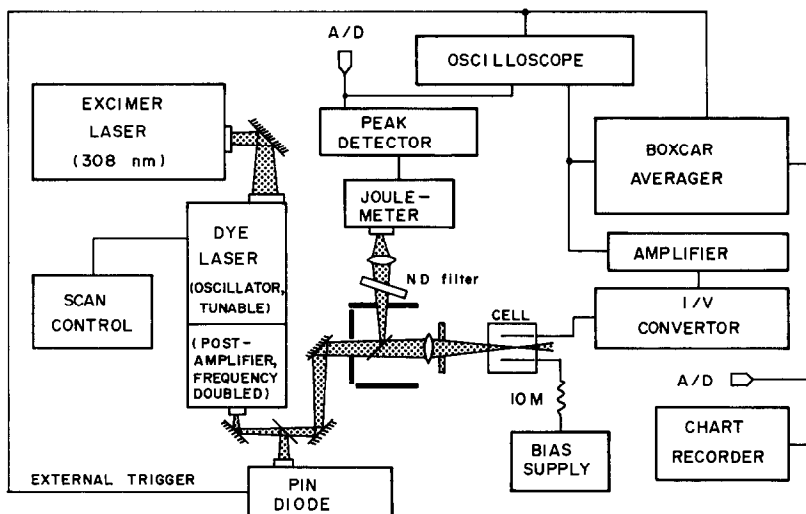 A/D
OSCILLOSCOPE
EXCIMER
LASER
(308 nm)
PEAK
DETECTOR
BOXCAR
AVERAGER
JOULE-
METER
DYE
LASER
(OSCILLATOR,
TUNABLE)
AMPLIFIER
ND filter
SCAN
CONTROL
CELL
I/V
CONVERTOR
(POST-
AMPLIFIER,
FREQUENCY
DOUBLED)
A/D
10M
CHART
RECORDER
BIAS
SUPPLY
EXTERNAL TRIGGER
PIN
DIODE